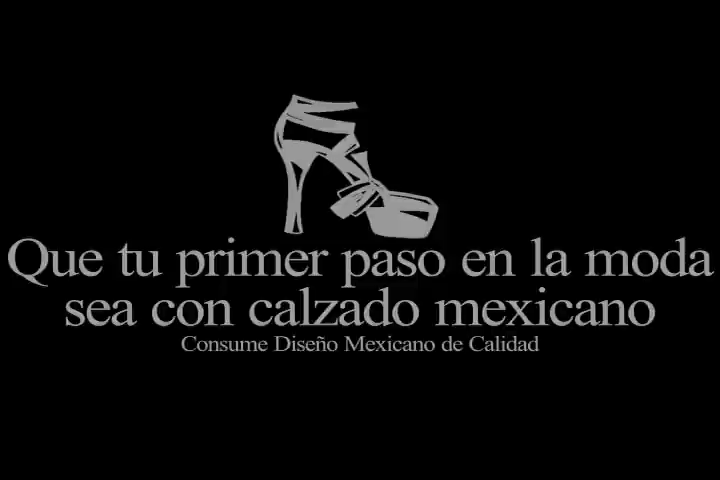 Que tu primer paso en la moda
sea con calzado mexicano
Consume Diseño Mexicano de Calidad